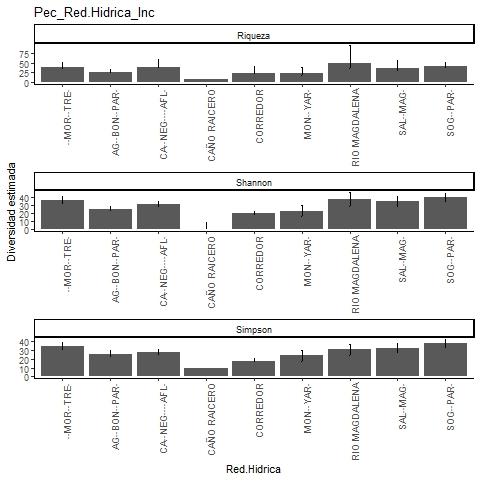 Pec_Red.Hidrica_Inc
Riqueza
75
50
25
0
--MOR--TRE-
AG--BON--PAR-
CA--NEG----AFL-
CAÑO RAICERO
CORREDOR
MON--YAR-
RIO MAGDALENA
SAL--MAG-
SOG--PAR-
Diversidad estimada
Shannon
40
30
20
10
0
--MOR--TRE-
AG--BON--PAR-
CA--NEG----AFL-
CAÑO RAICERO
CORREDOR
MON--YAR-
RIO MAGDALENA
SAL--MAG-
SOG--PAR-
Simpson
40
30
20
10
0
--MOR--TRE-
AG--BON--PAR-
CA--NEG----AFL-
CAÑO RAICERO
CORREDOR
MON--YAR-
RIO MAGDALENA
SAL--MAG-
SOG--PAR-
Red.Hidrica